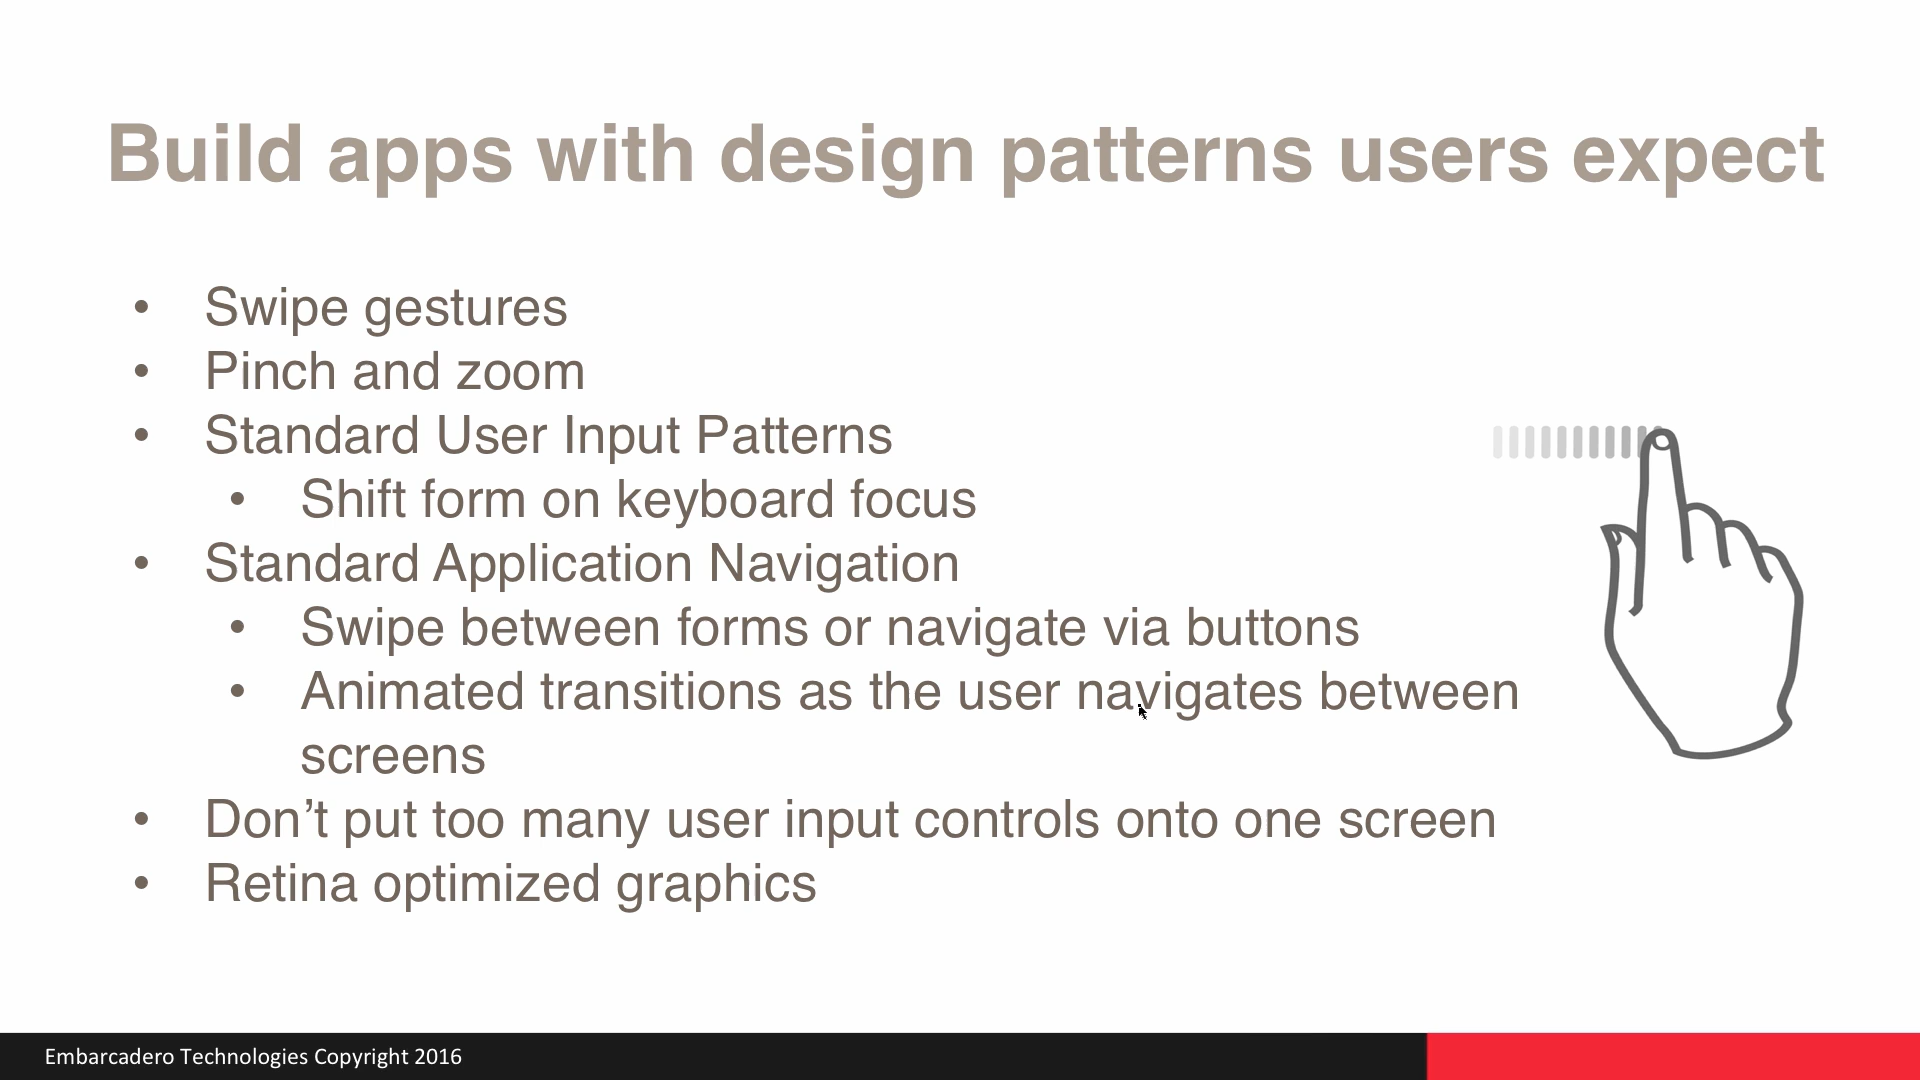 Build apps with design patterns users expect
• Swipe gestures
• Pinch and zoom
• Standard User Input Patterns
• Shift form on keyboard focus
• Standard Application Navigation
• Swipe between forms or navigate via buttons
• Animated transitions as the user navigates between
screens
• Don’t put too many user input controls onto one screen
• Retina optimized graphics
Embarcadero Technologies Copyright 2016